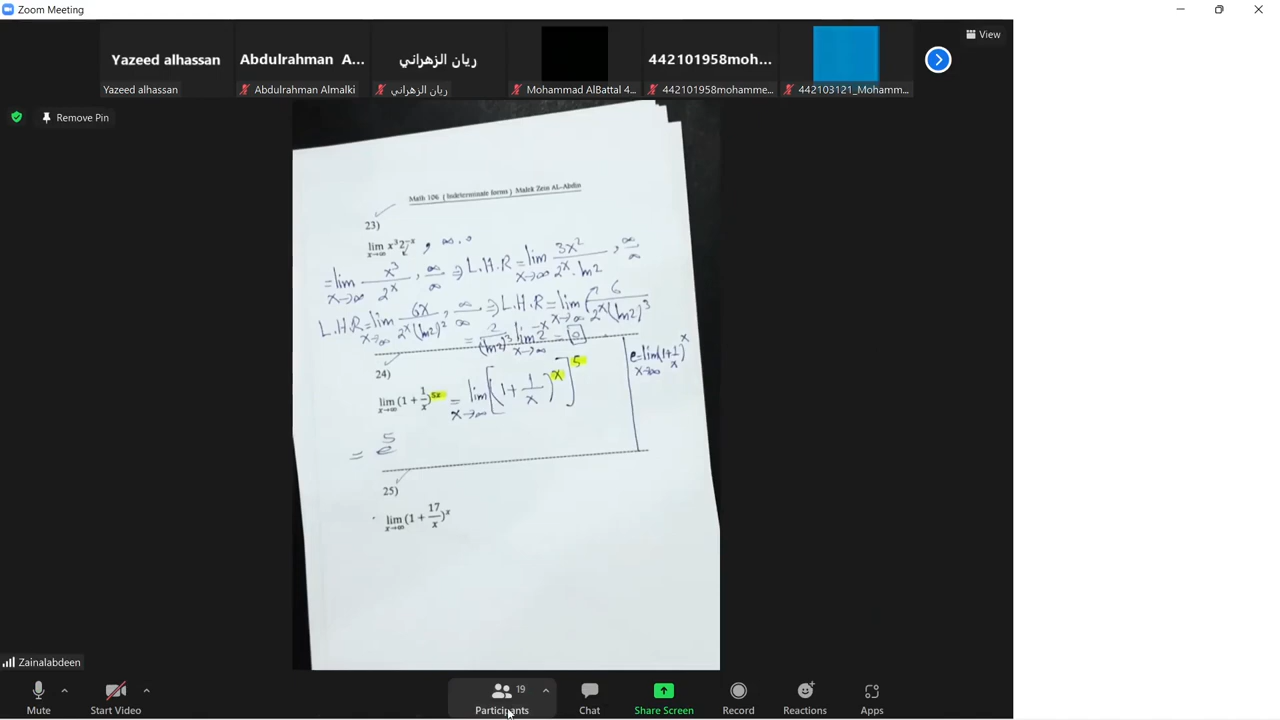 Zoom Meeting
View
Yazeed alhassan
Abdulrahman A...
ريان الزهراني
442101958moh...
Yazeed alhassan
Abdulrahman Almalki
ريان الزهراني
Mohammad AlBattal 4...
442101958mohamme...
442103121_Mohamm...
Remove Pin
Math 106 ( Indeterminate forms ) Malek Zein AL-Abdin
23)
lim x→∞ x³2⁻ˣ , ∞.0
= lim x→∞ x³/2ˣ , ∞/∞ ⇒ L.H.R = lim x→∞ 3x²/2ˣ.ln2 , ∞/∞
L.H.R = lim x→∞ 6x/2ˣ(ln2)² , ∞/∞ ⇒ L.H.R = lim x→∞ 6/2ˣ(ln2)³
= 2/(ln2)³ lim x→∞ 2⁻ˣ = 0
e = lim x→∞ (1+1/x)ˣ
24)
lim x→∞ (1 + 1/x)⁵ˣ = lim x→∞ [(1 + 1/x)ˣ]⁵
= e⁵
25)
lim x→∞ (1 + 17/x)ˣ
Zainalabdeen
Mute
Start Video
19
Participants
Chat
Share Screen
Record
Reactions
Apps